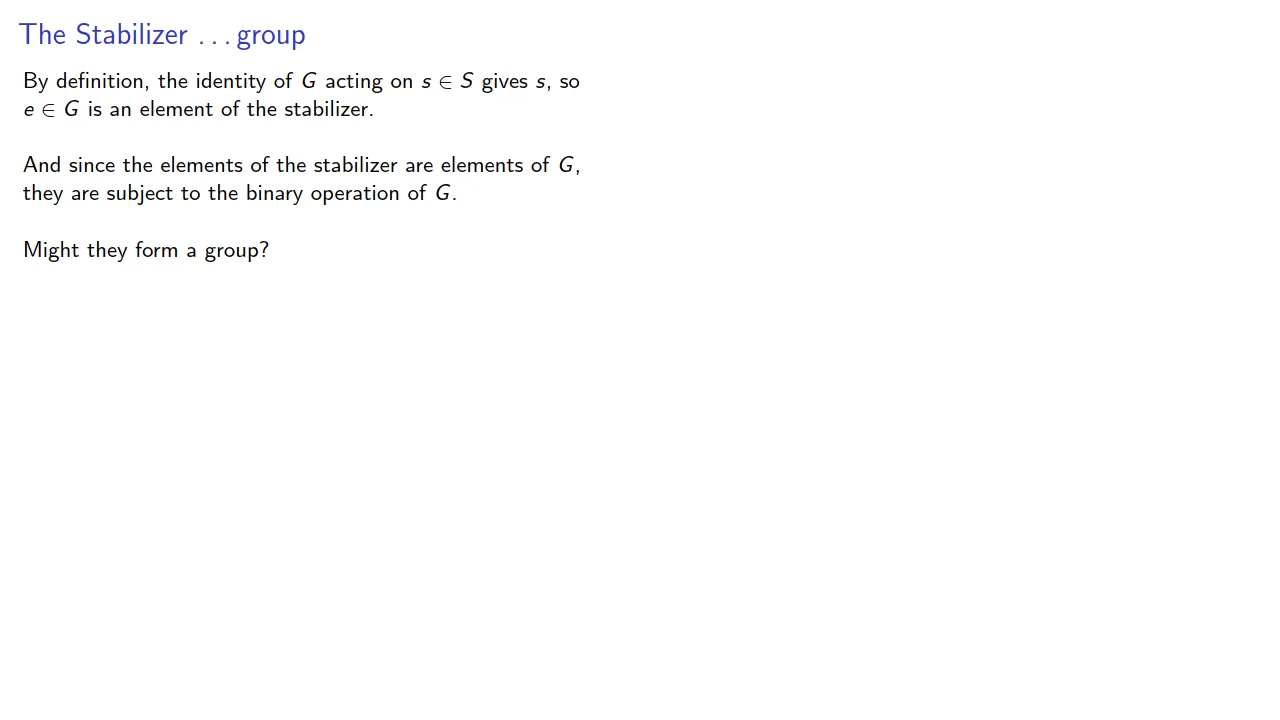 The Stabilizer ... group
By definition, the identity of G acting on s ∈ S gives s, so
e ∈ G is an element of the stabilizer.
And since the elements of the stabilizer are elements of G,
they are subject to the binary operation of G.
Might they form a group?